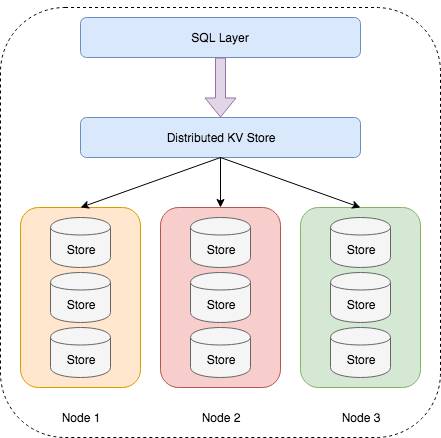 SQL Layer
Distributed KV Store
Store
Store
Store
Store
Store
Store
Store
Store
Store
Node 1
Node 2
Node 3